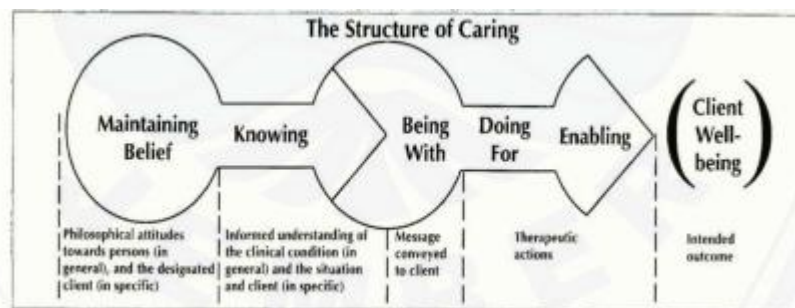 The Structure of Caring
Maintaining
Belief
Knowing
Being
With
Doing
For
Enabling
Client
Well-
being
Philosophical attitudes
towards persons (in
general), and the designated
client (in specific)
Informed understanding of
the clinical condition (in
general) and the situation
and client (in specific)
Message
conveyed
to client
Therapeutic
actions
Intended
outcome